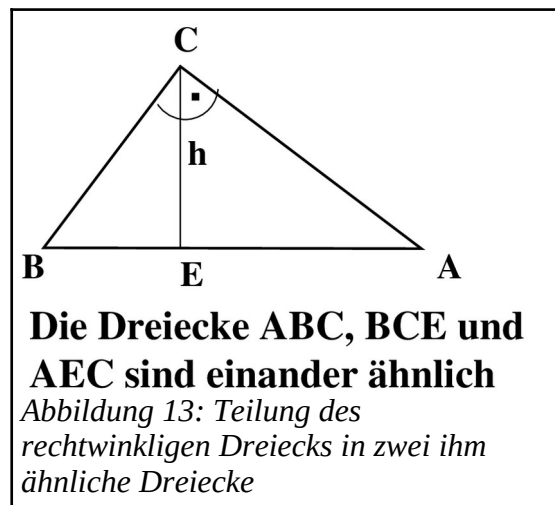 C
h
B
E
A
Die Dreiecke ABC, BCE und
AEC sind einander ähnlich
Abbildung 13: Teilung des
rechtwinkligen Dreiecks in zwei ihm
ähnliche Dreiecke